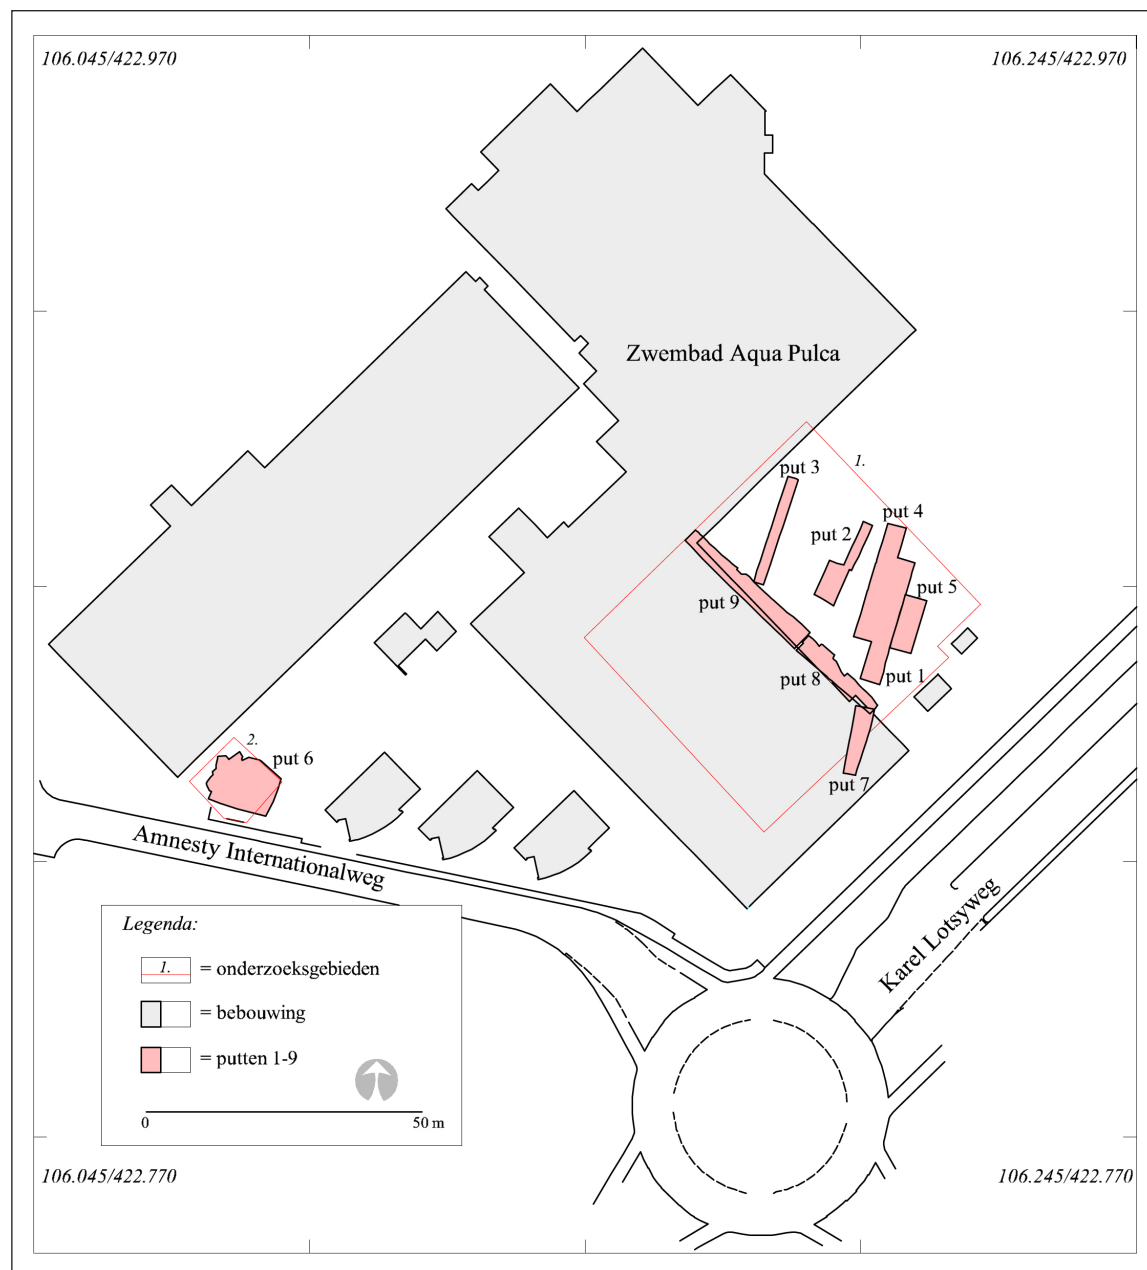 106.045/422.970
106.245/422.970
Zwembad Aqua Pulca
1.
put 3
put 4
put 2
put 5
put 9
put 8
put 1
2.
put 6
put 7
Amnesty Internationalweg
Karel Lotsyweg
Legenda:
1. = onderzoeksgebieden
= bebouwing
= putten 1-9
0 50 m
106.045/422.770
106.245/422.770